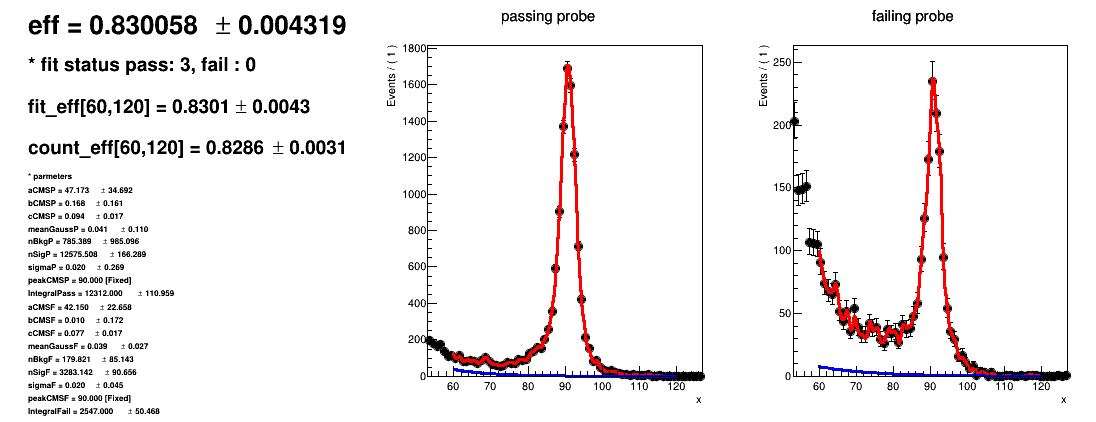 eff = 0.830058 ± 0.004319
* fit status pass: 3, fail : 0
fit_eff[60,120] = 0.8301 ± 0.0043
count_eff[60,120] = 0.8286 ± 0.0031
* parmeters
aCMSP = 47.173 ± 34.692
bCMSP = 0.168 ± 0.161
cCMSP = 0.094 ± 0.017
meanGaussP = 0.041 ± 0.110
nBkgP = 785.389 ± 985.096
nSigP = 12575.508 ± 166.289
sigmaP = 0.020 ± 0.269
peakCMSP = 90.000 [Fixed]
IntegralPass = 12312.000 ± 110.959
aCMSF = 42.150 ± 22.658
bCMSF = 0.010 ± 0.172
cCMSF = 0.077 ± 0.017
meanGaussF = 0.039 ± 0.027
nBkgF = 179.821 ± 85.143
nSigF = 3283.142 ± 90.656
sigmaF = 0.020 ± 0.045
peakCMSF = 90.000 [Fixed]
IntegralFail = 2547.000 ± 50.468
passing probe
Events / ( 1 )
1800
1600
1400
1200
1000
800
600
400
200
0
60 70 80 90 100 110 120
x
failing probe
Events / ( 1 )
250
200
150
100
50
0
60 70 80 90 100 110 120
x